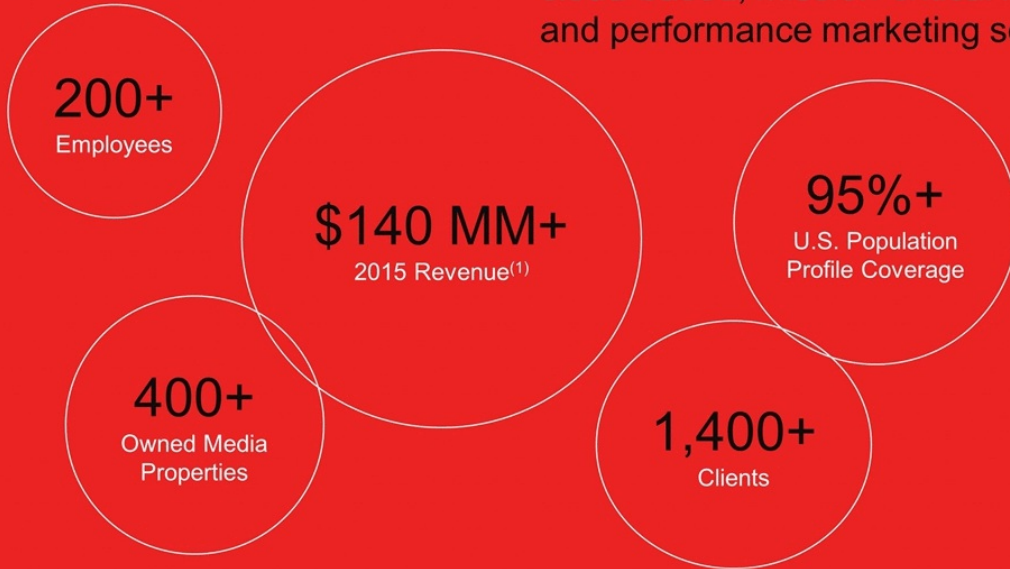 and performance marketing
200+
Employees
$140 MM+
2015 Revenue(1)
95%+
U.S. Population
Profile Coverage
400+
Owned Media
Properties
1,400+
Clients